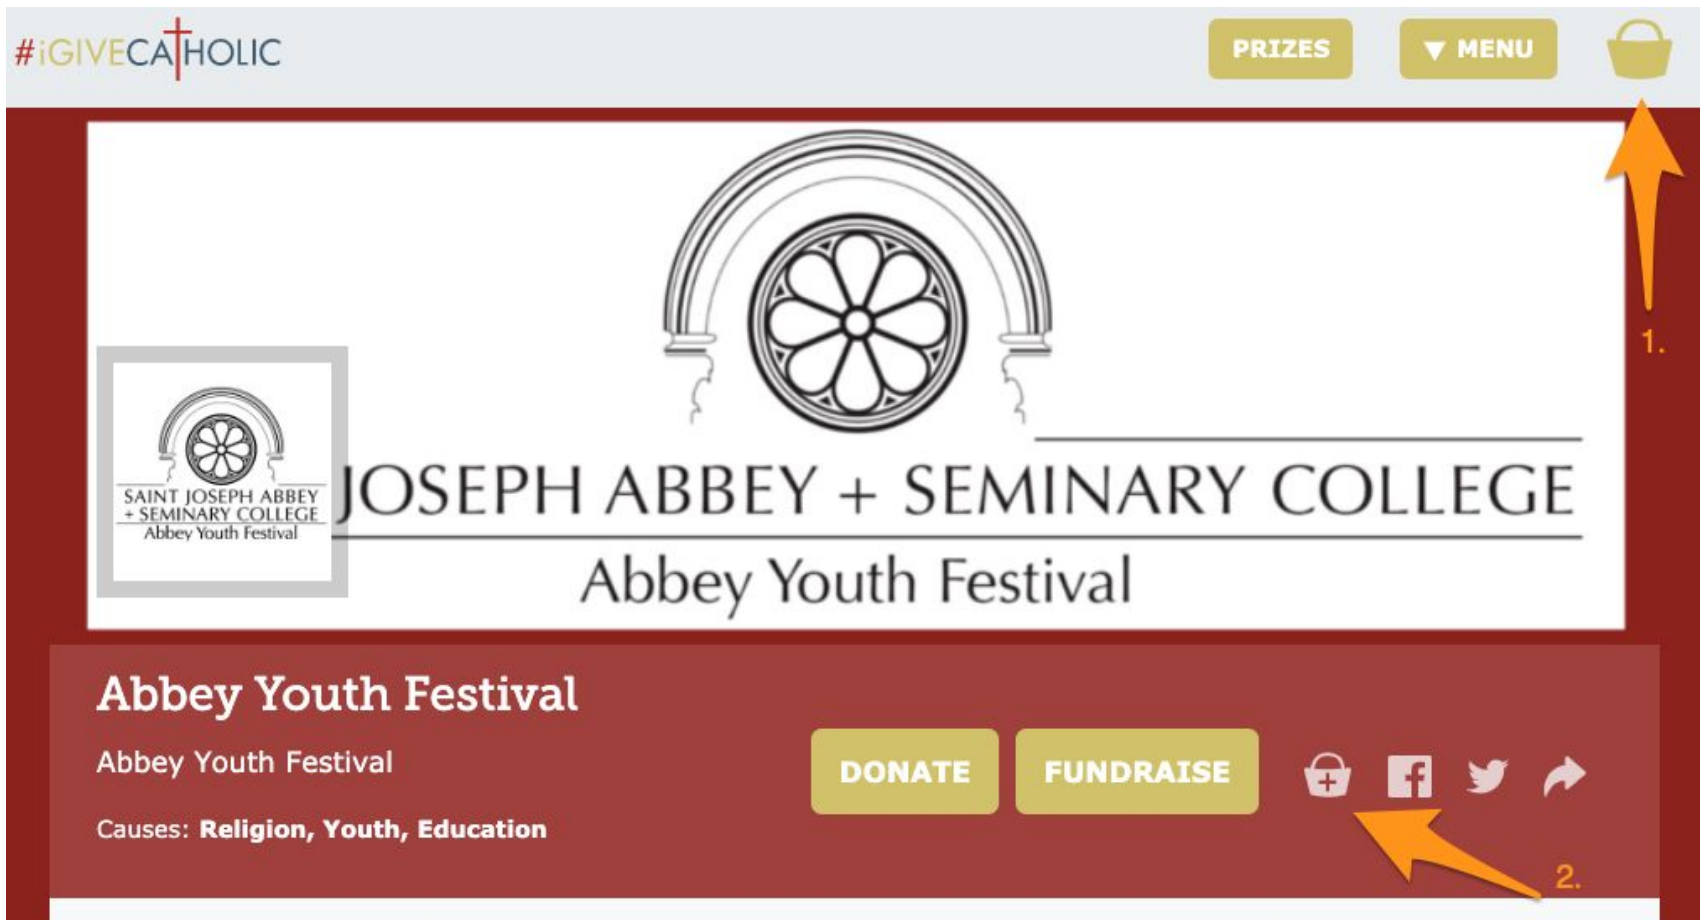 #iGIVECATHOLIC
PRIZES
▼ MENU
1.
SAINT JOSEPH ABBEY
+ SEMINARY COLLEGE
Abbey Youth Festival
JOSEPH ABBEY + SEMINARY COLLEGE
Abbey Youth Festival
Abbey Youth Festival
Abbey Youth Festival
Causes: Religion, Youth, Education
DONATE
FUNDRAISE
2.